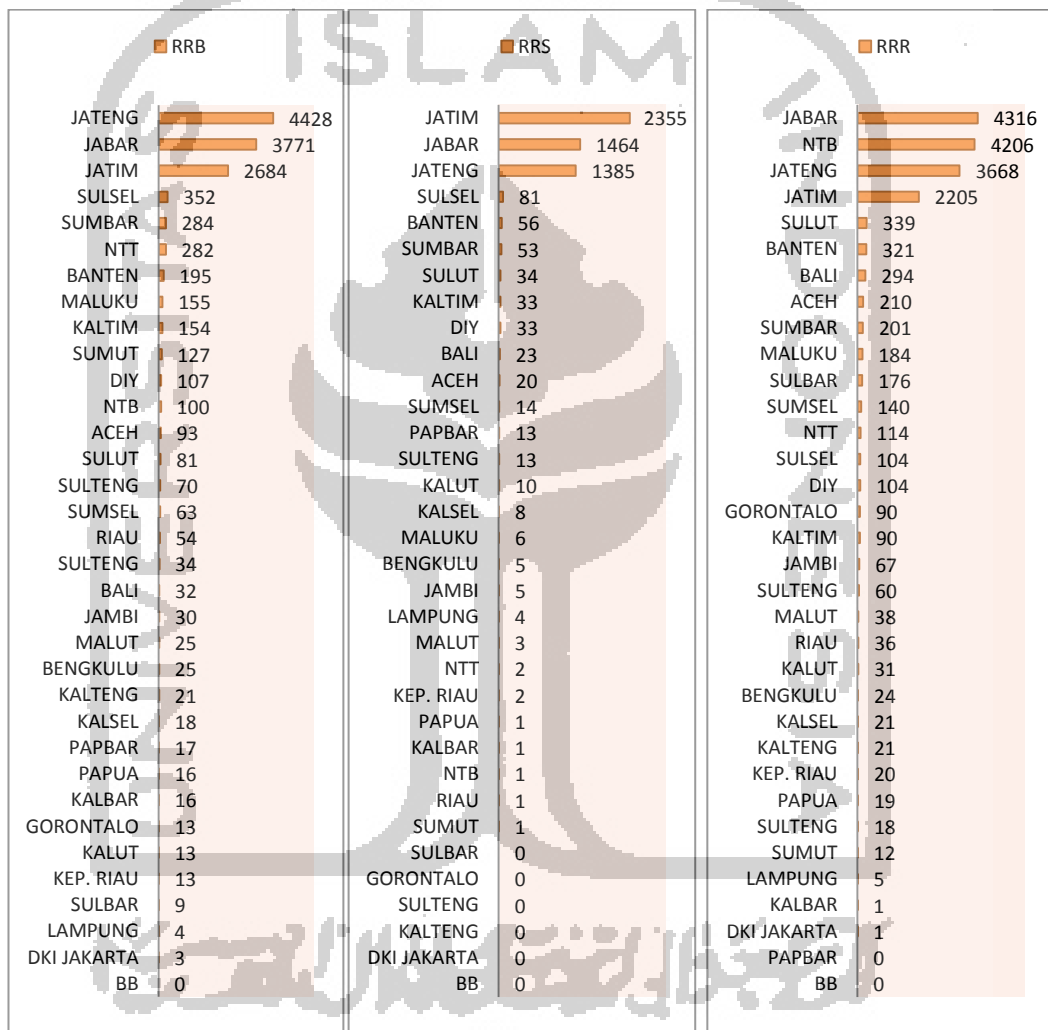 RRB
JATENG 4428
JABAR 3771
JATIM 2684
SULSEL 352
SUMBAR 284
NTT 282
BANTEN 195
MALUKU 155
KALTIM 154
SUMUT 127
DIY 107
NTB 100
ACEH 93
SULUT 81
SULTENG 70
SUMSEL 63
RIAU 54
SULTENG 34
BALI 32
JAMBI 30
MALUT 25
BENGKULU 25
KALTENG 21
KALSEL 18
PAPBAR 17
PAPUA 16
KALBAR 16
GORONTALO 13
KALUT 13
KEP. RIAU 13
SULBAR 9
LAMPUNG 4
DKI JAKARTA 3
BB 0
RRS
JATIM 2355
JABAR 1464
JATENG 1385
SULSEL 81
BANTEN 56
SUMBAR 53
SULUT 34
KALTIM 33
DIY 33
BALI 23
ACEH 20
SUMSEL 14
PAPBAR 13
SULTENG 13
KALUT 10
KALSEL 8
MALUKU 6
BENGKULU 5
JAMBI 5
LAMPUNG 4
MALUT 3
NTT 2
KEP. RIAU 2
PAPUA 1
KALBAR 1
NTB 1
RIAU 1
SUMUT 1
SULBAR 0
GORONTALO 0
SULTENG 0
KALTENG 0
DKI JAKARTA 0
BB 0
RRR
JABAR 4316
NTB 4206
JATENG 3668
JATIM 2205
SULUT 339
BANTEN 321
BALI 294
ACEH 210
SUMBAR 201
MALUKU 184
SULBAR 176
SUMSEL 140
NTT 114
SULSEL 104
DIY 104
GORONTALO 90
KALTIM 90
JAMBI 67
SULTENG 60
MALUT 38
RIAU 36
KALUT 31
BENGKULU 24
KALSEL 21
KALTENG 21
KEP. RIAU 20
PAPUA 19
SULTENG 18
SUMUT 12
LAMPUNG 5
KALBAR 1
DKI JAKARTA 1
PAPBAR 0
BB 0
UNIVERSITAS
ISLAM
INDONESIA